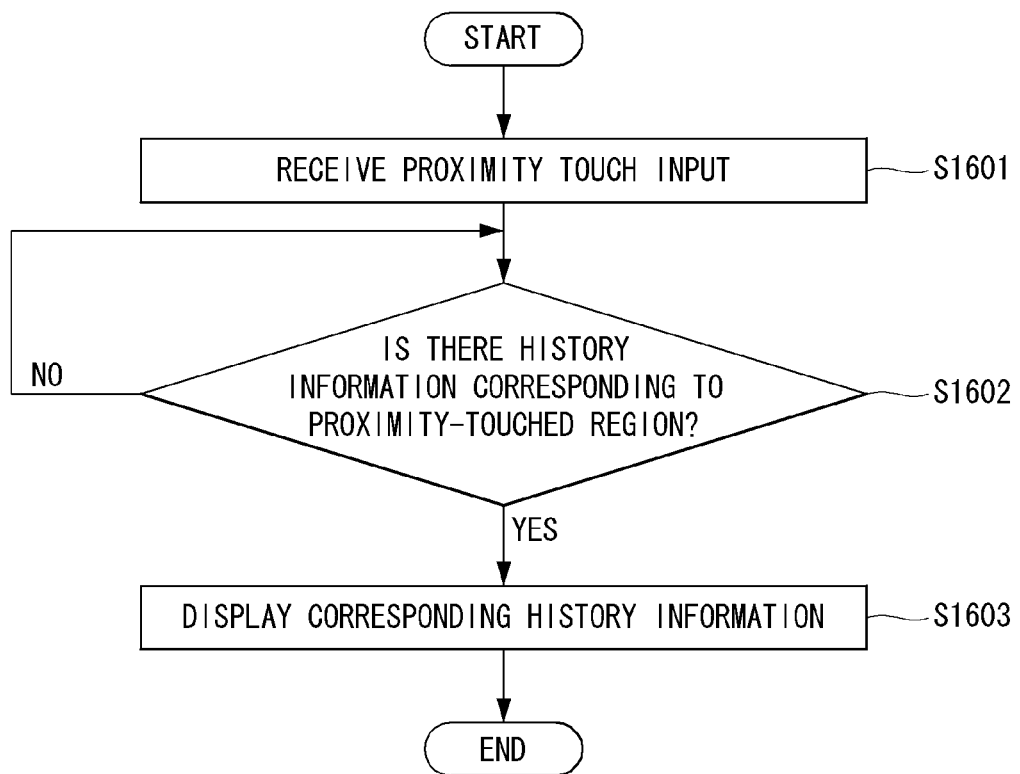 START
RECEIVE PROXIMITY TOUCH INPUT
S1601
IS THERE HISTORY
INFORMATION CORRESPONDING TO
PROXIMITY-TOUCHED REGION?
NO
S1602
YES
DISPLAY CORRESPONDING HISTORY INFORMATION
S1603
END